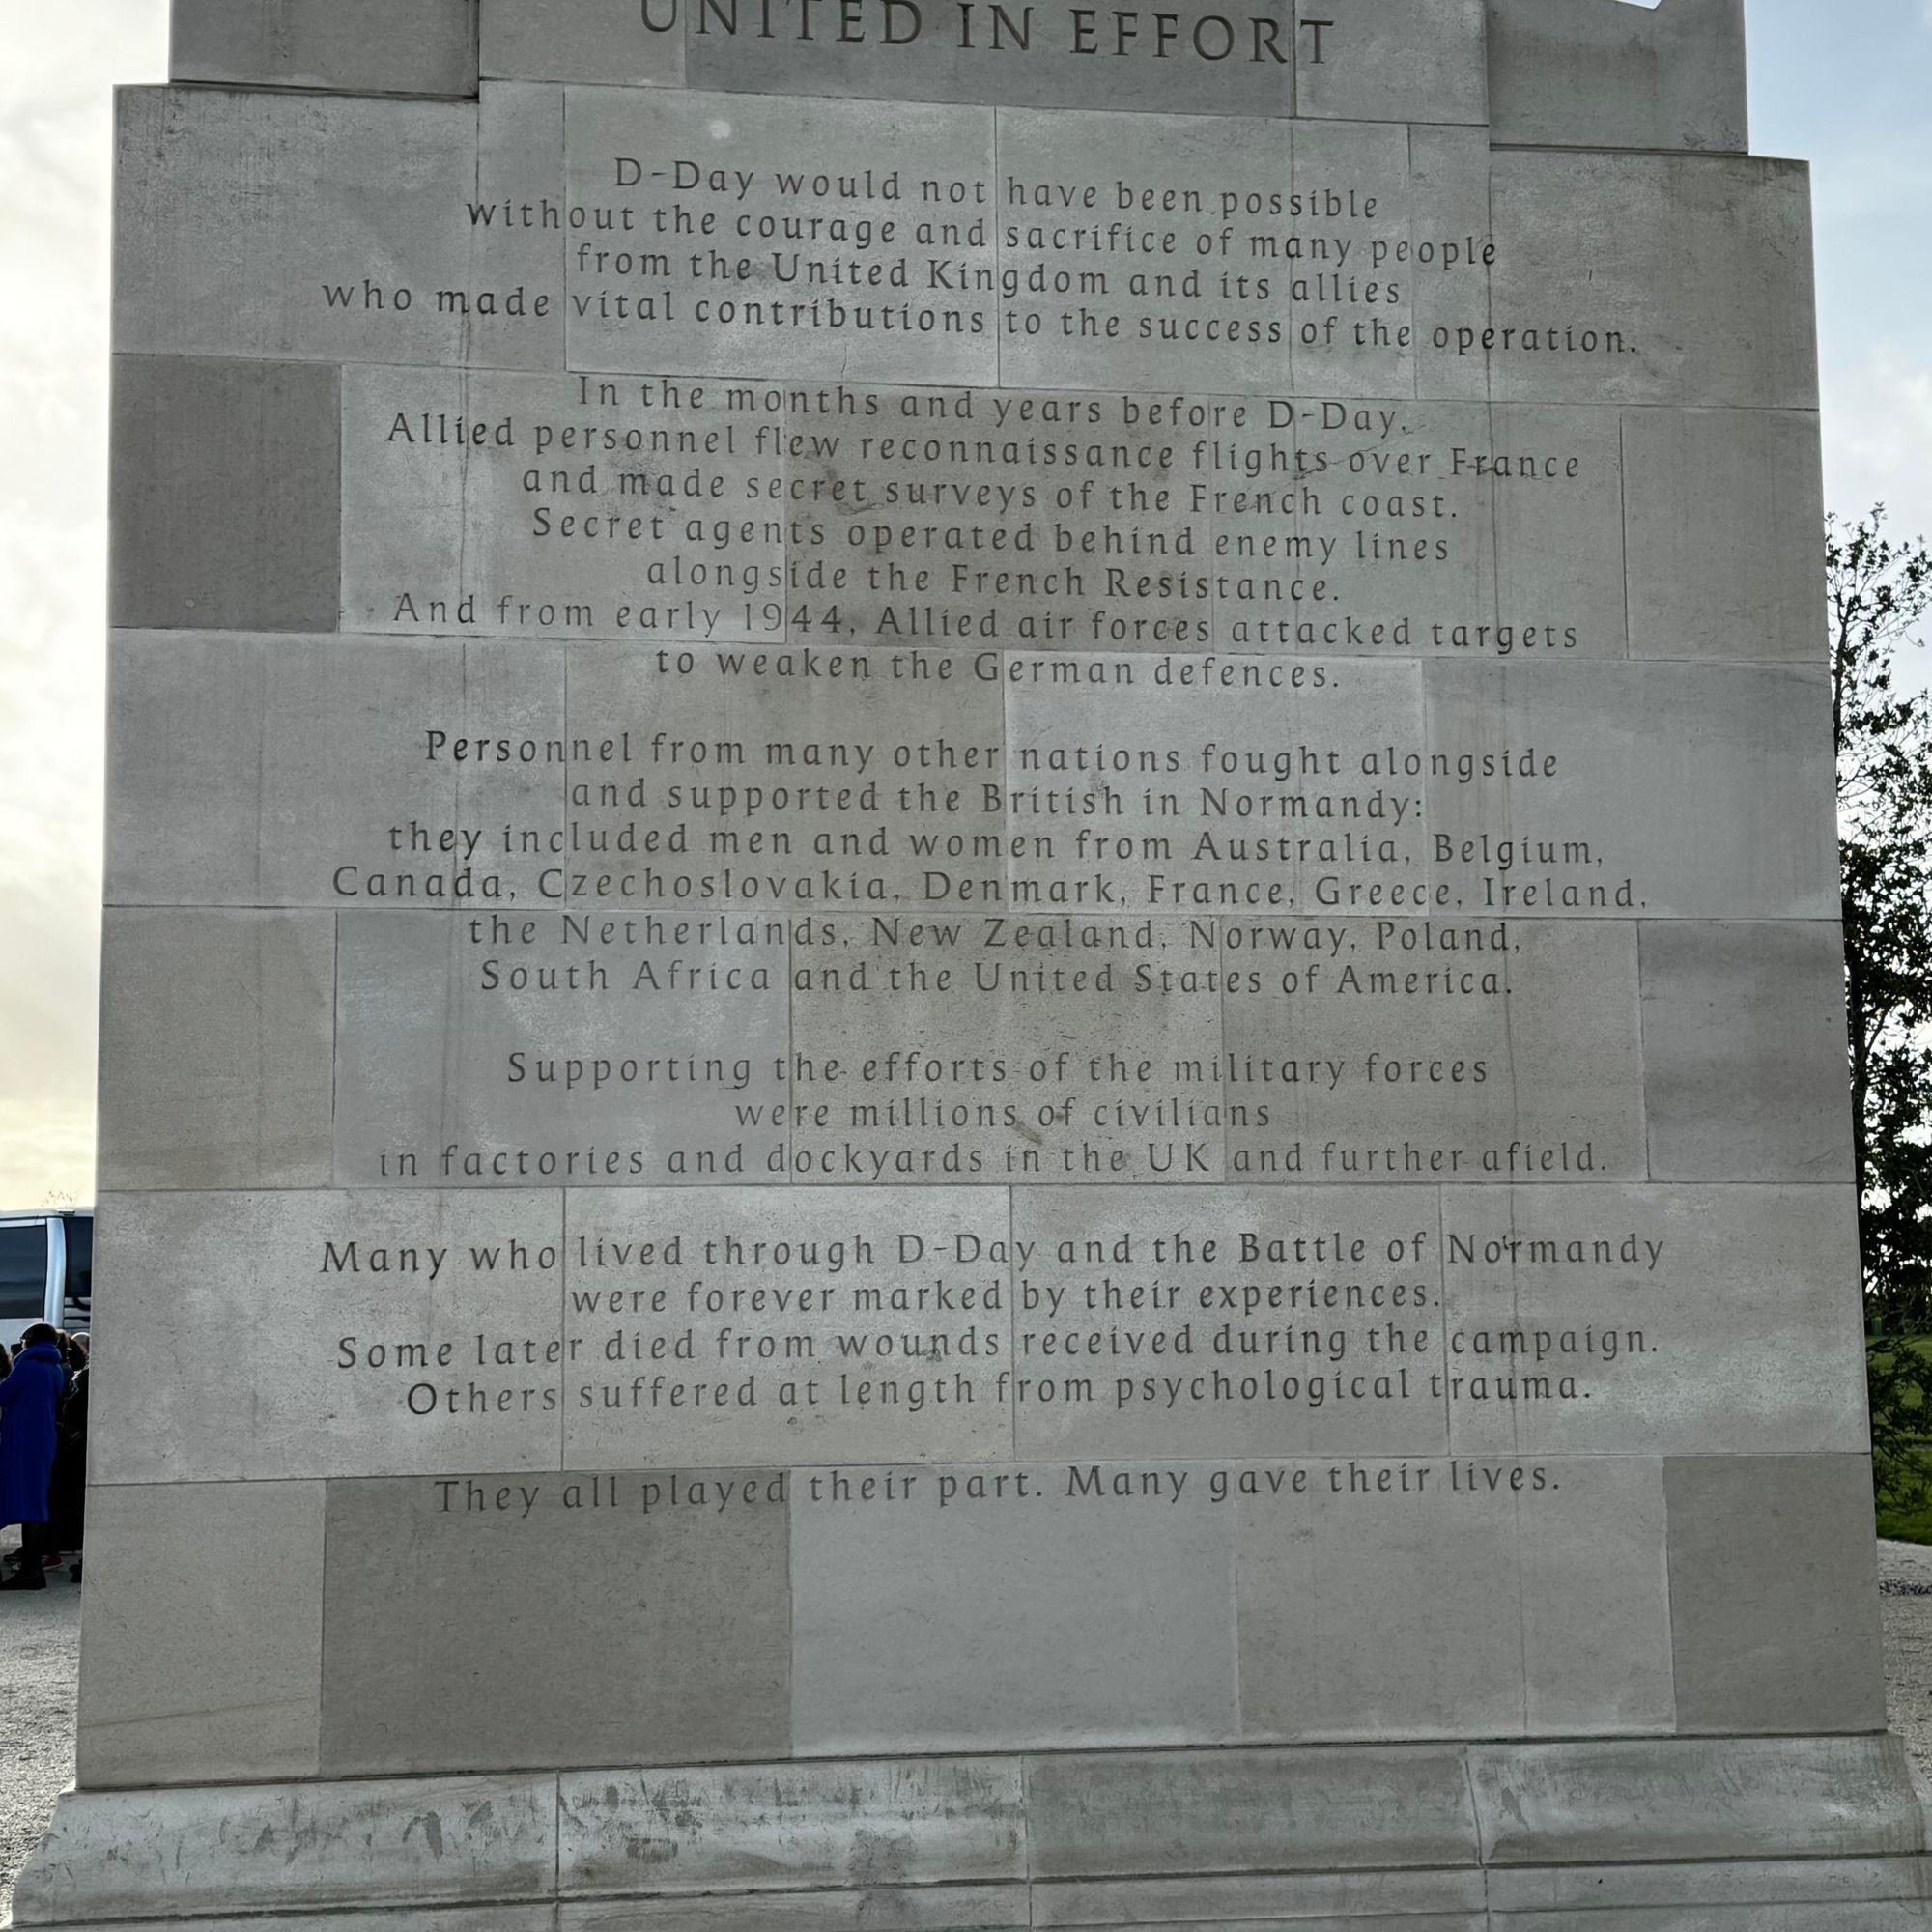 UNITED IN EFFORT
D-Day would not have been possible
without the courage and sacrifice of many people
from the United Kingdom and its allies
who made vital contributions to the success of the operation.
In the months and years before D-Day,
Allied personnel flew reconnaissance flights over France
and made secret surveys of the French coast.
Secret agents operated behind enemy lines
alongside the French Resistance.
And from early 1944, Allied air forces attacked targets
to weaken the German defences.
Personnel from many other nations fought alongside
and supported the British in Normandy:
they included men and women from Australia, Belgium,
Canada, Czechoslovakia, Denmark, France, Greece, Ireland,
the Netherlands, New Zealand, Norway, Poland,
South Africa and the United States of America.
Supporting the efforts of the military forces
were millions of civilians
in factories and dockyards in the UK and further afield.
Many who lived through D-Day and the Battle of Normandy
were forever marked by their experiences.
Some later died from wounds received during the campaign.
Others suffered at length from psychological trauma.
They all played their part. Many gave their lives.